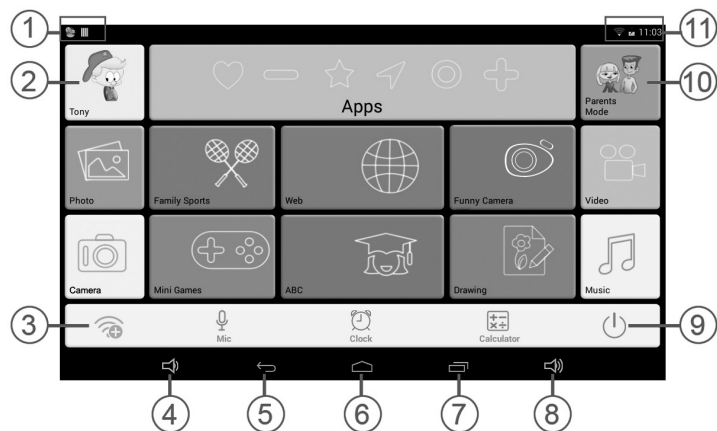 1
11:03
11
2
Tony
Apps
Parents
Mode
10
Photo
Family Sports
Web
Funny Camera
Video
Camera
Mini Games
ABC
Drawing
Music
3
Mic
Clock
Calculator
9
4
5
6
7
8